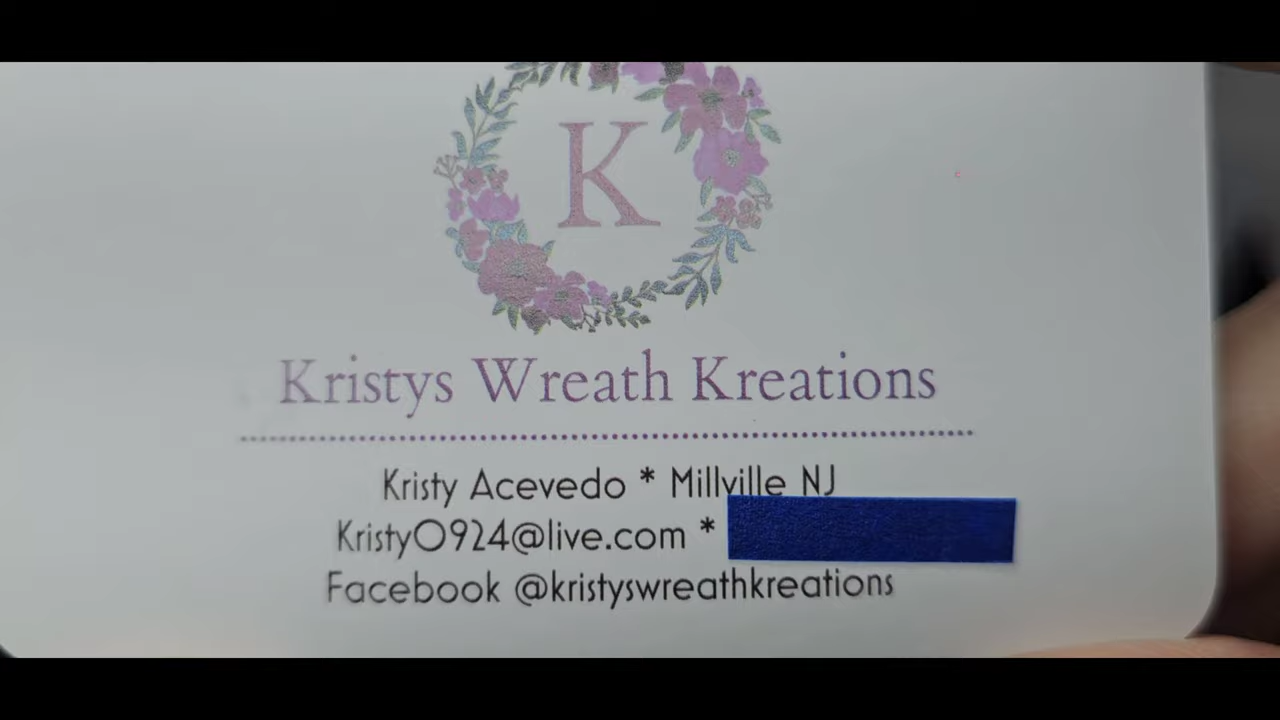 K
Kristys Wreath Kreations
Kristy Acevedo * Millville NJ
Kristy0924@live.com *
Facebook @kristyswreathkreations